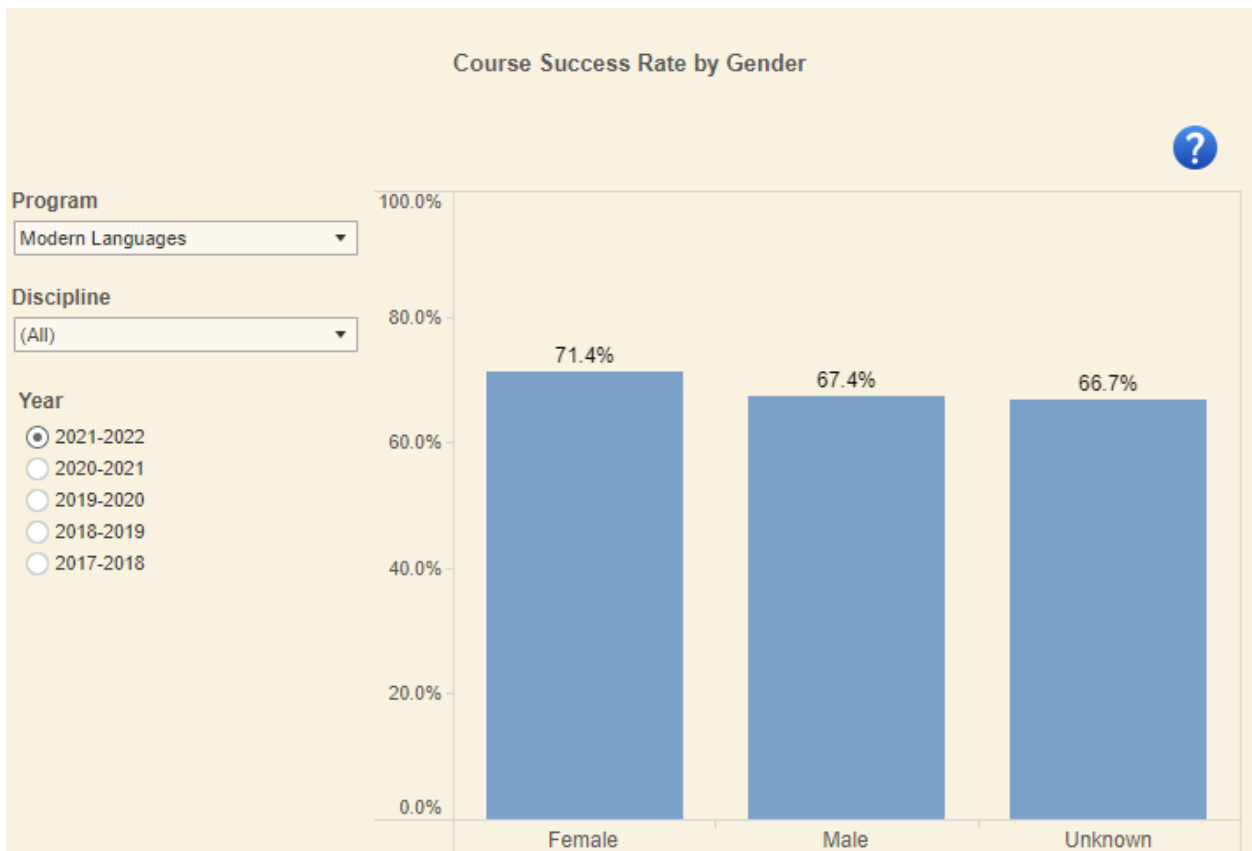 Course Success Rate by Gender
?
Program
Modern Languages
Discipline
(All)
Year
2021-2022
2020-2021
2019-2020
2018-2019
2017-2018
100.0%
80.0%
60.0%
40.0%
20.0%
0.0%
71.4%
67.4%
66.7%
Female
Male
Unknown